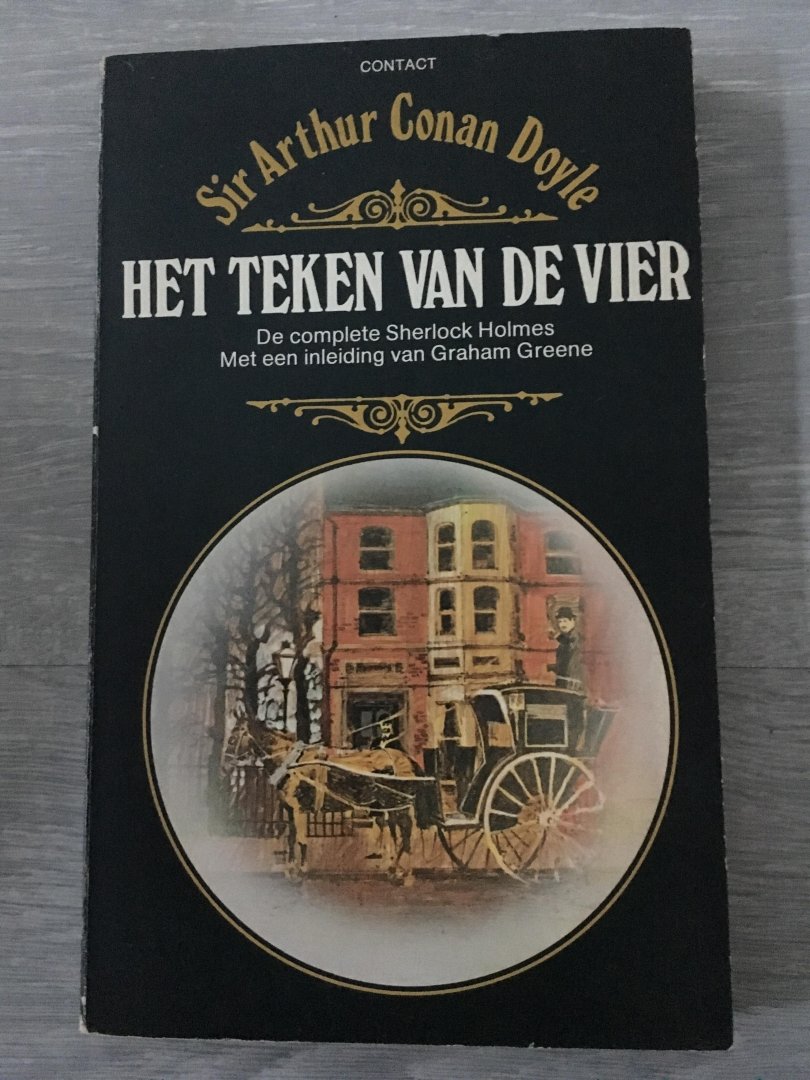 CONTACT
Sir Arthur Conan Doyle
HET TEKEN VAN DE VIER
De complete Sherlock Holmes
Met een inleiding van Graham Greene